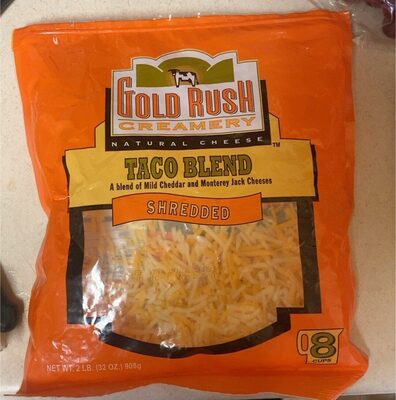 GOLD RUSH
CREAMERY
NATURAL CHEESE™
TACO BLEND
A blend of Mild Cheddar and Monterey Jack Cheeses
SHREDDED
8
CUPS
NET WT. 2 LB. (32 OZ.) 908g